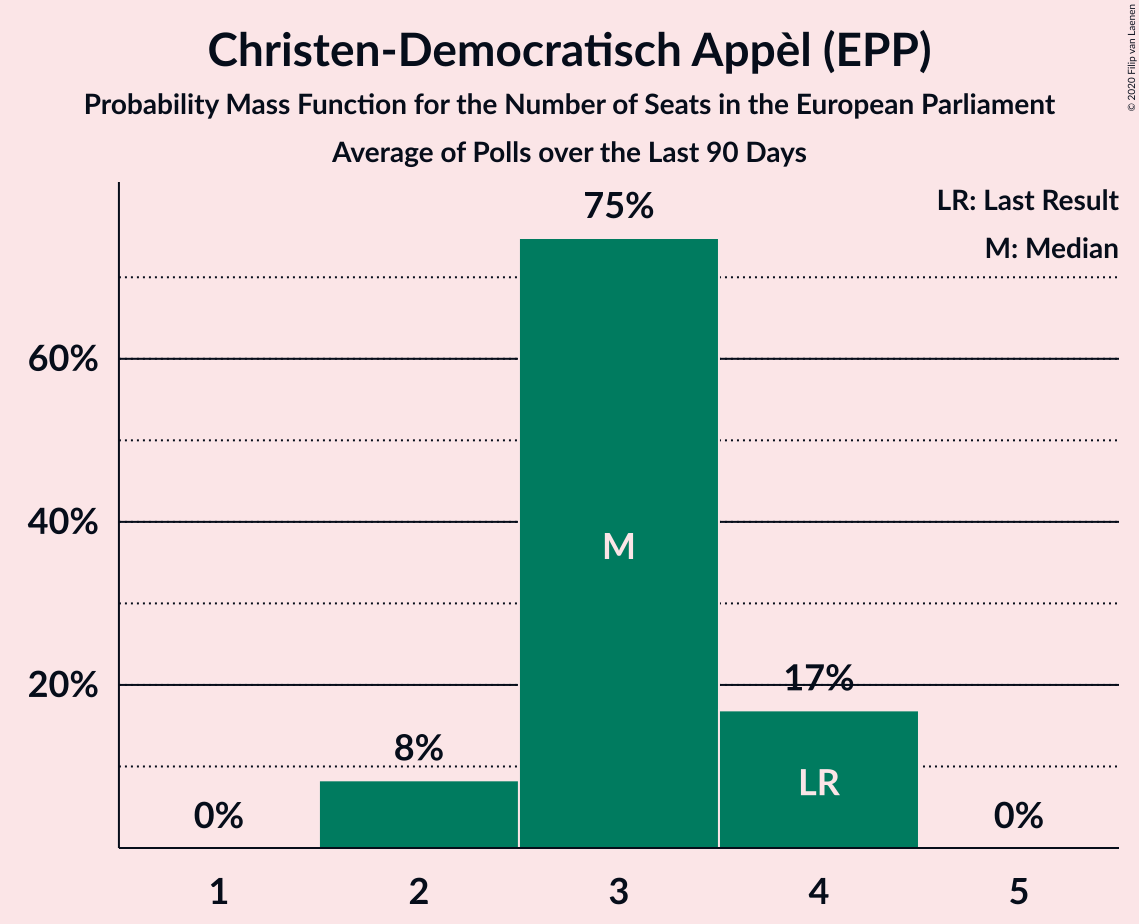 Christen-Democratisch Appèl (EPP)
Probability Mass Function for the Number of Seats in the European Parliament
Average of Polls over the Last 90 Days
© 2020 Filip van Laenen
LR: Last Result
M: Median
75%
60%
40%
20%
M
17%
8%
LR
0%
0%
1 2 3 4 5